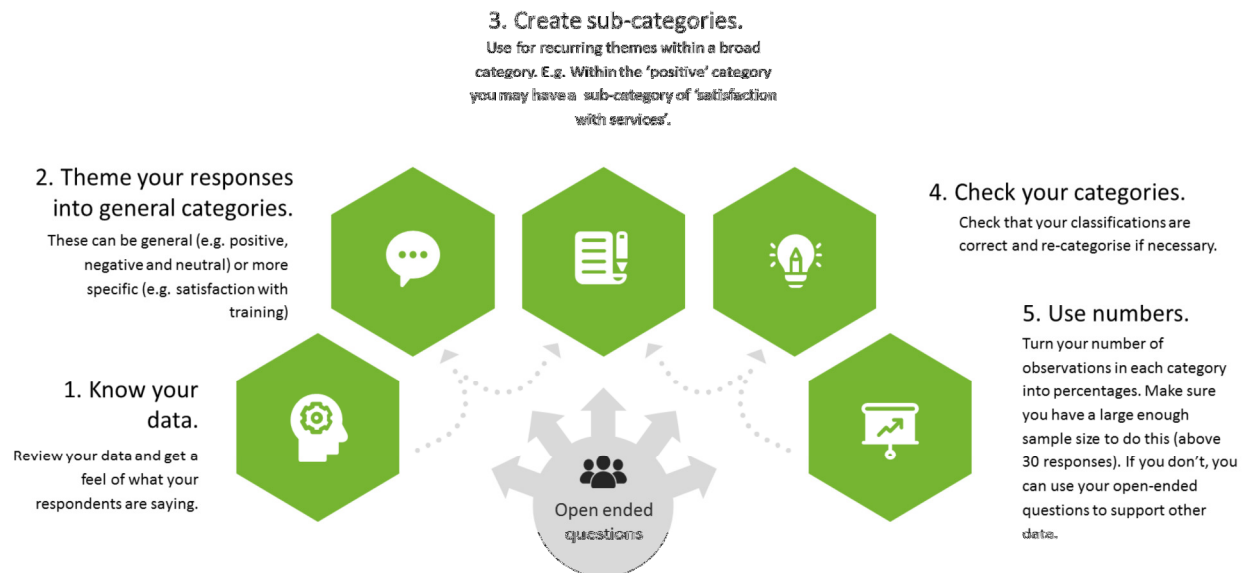 3. Create sub-categories.
Use for recurring themes within a broad
category. E.g. Within the ‘positive’ category
you may have a sub-category of ‘satisfaction
with services’.
2. Theme your responses
into general categories.
These can be general (e.g. positive,
negative and neutral) or more
specific (e.g. satisfaction with
training)
1. Know your
data.
Review your data and get a
feel of what your
respondents are saying.
Open ended
questions
4. Check your categories.
Check that your classifications are
correct and re-categorise if necessary.
5. Use numbers.
Turn your number of
observations in each category
into percentages. Make sure
you have a large enough
sample size to do this (above
30 responses). If you don’t, you
can use your open-ended
questions to support other
data.